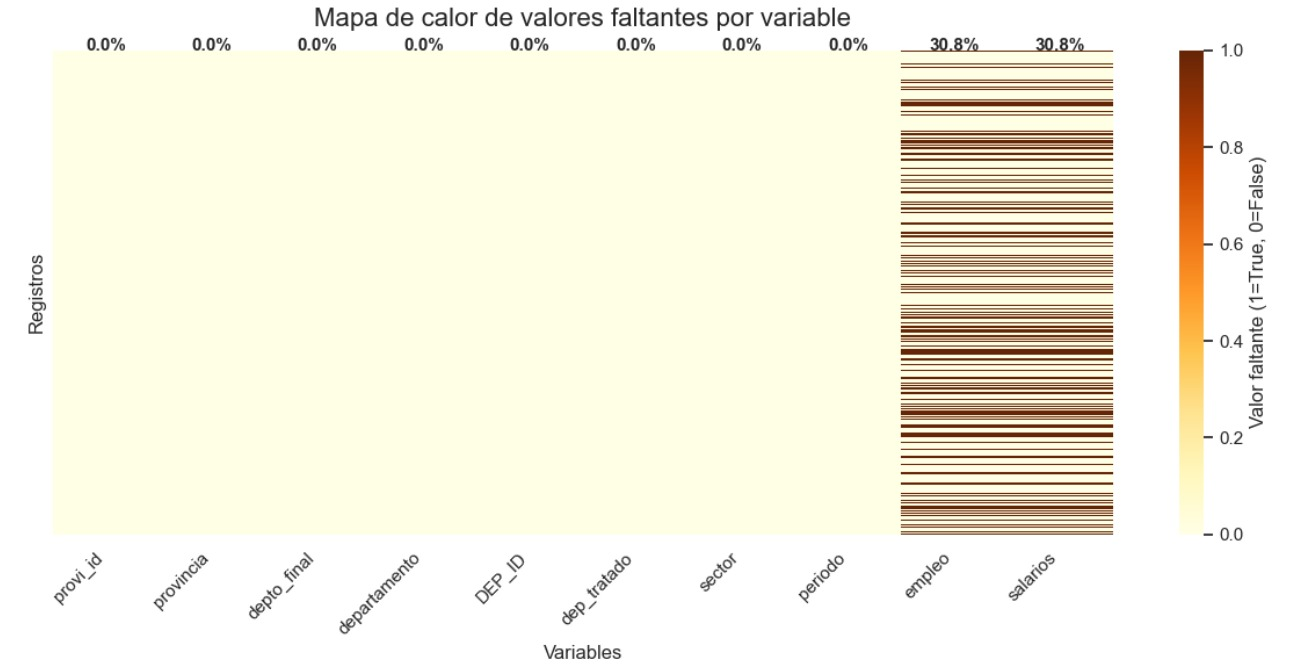 Mapa de calor de valores faltantes por variable
0.0% 0.0% 0.0% 0.0% 0.0% 0.0% 0.0% 0.0% 30.8% 30.8%
1.0
0.8
0.6
0.4
0.2
0.0
Valor faltante (1=True, 0=False)
Registros
provi_id
provincia
depto_final
departamento
DEP_ID
dep_tratado
sector
periodo
empleo
salarios
Variables